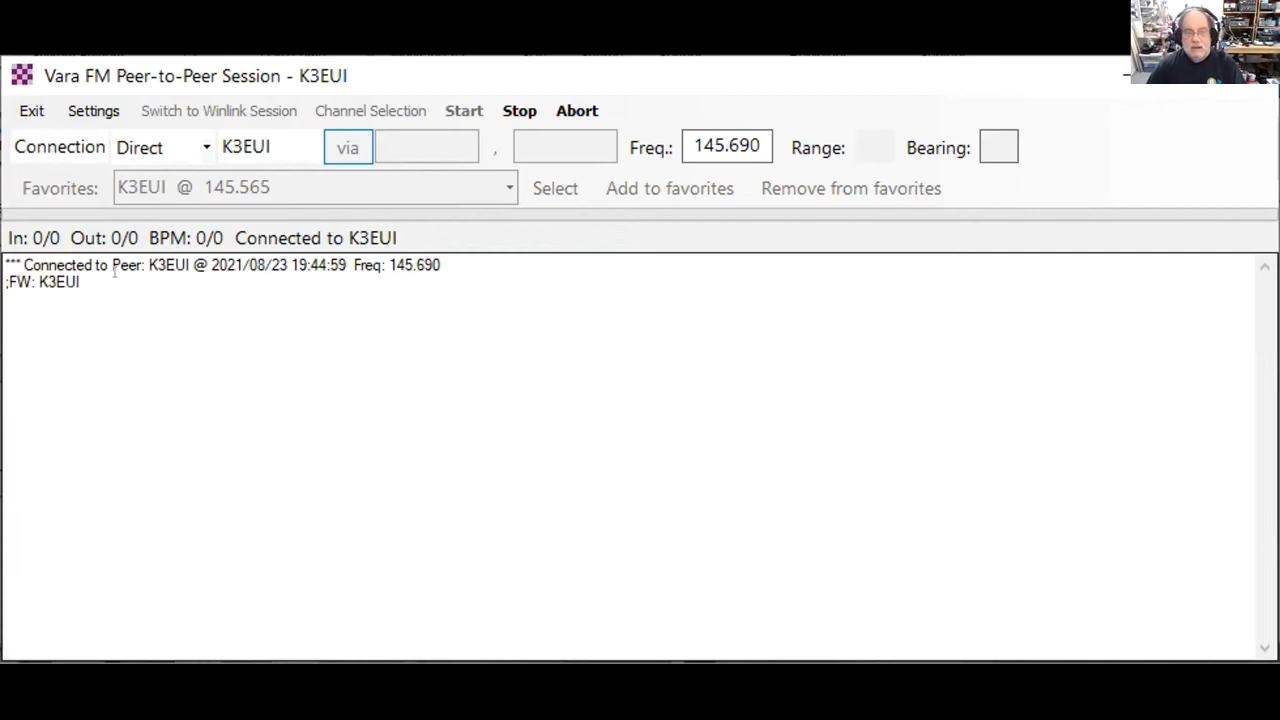 Vara FM Peer-to-Peer Session - K3EUI
Exit Settings Switch to Winlink Session Channel Selection Start Stop Abort
Connection Direct K3EUI via , Freq.: 145.690 Range: Bearing:
Favorites: K3EUI @ 145.565 Select Add to favorites Remove from favorites
In: 0/0 Out: 0/0 BPM: 0/0 Connected to K3EUI
*** Connected to Peer: K3EUI @ 2021/08/23 19:44:59 Freq: 145.690
;FW: K3EUI